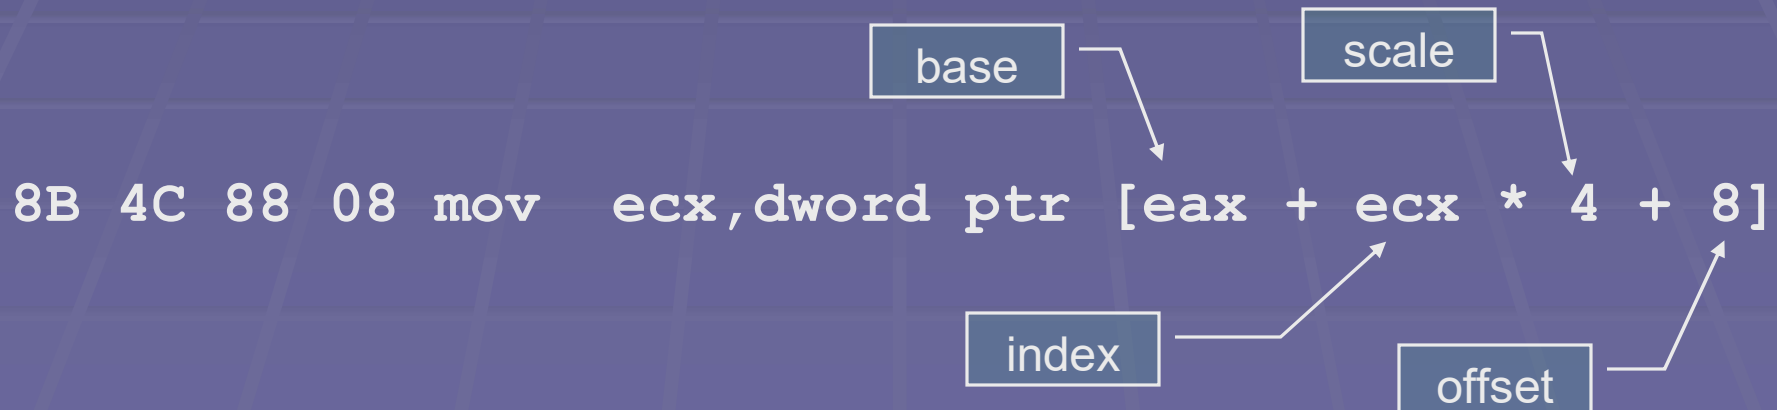 scale
base
8B 4C 88 08 mov ecx,dword ptr [eax + ecx * 4 + 8]
index
offset